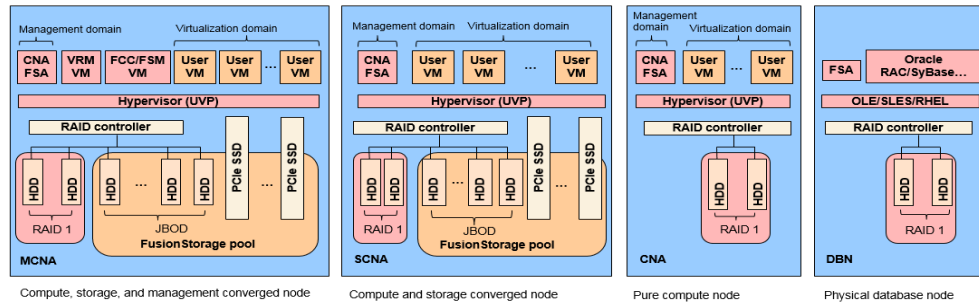 Management domain
Virtualization domain
CNA
FSA
VRM
VM
FCC/FSM
VM
User
VM
User
VM
...
User
VM
Hypervisor (UVP)
RAID controller
HDD
HDD
HDD
...
HDD
HDD
PCIe SSD
...
PCIe SSD
RAID 1
JBOD
FusionStorage pool
MCNA
Compute, storage, and management converged node
Management
domain
Virtualization domain
CNA
FSA
User
VM
User
VM
...
User
VM
Hypervisor (UVP)
RAID controller
HDD
HDD
HDD
...
HDD
HDD
PCIe SSD
...
PCIe SSD
RAID 1
JBOD
FusionStorage pool
SCNA
Compute and storage converged node
Management
domain
Virtualization domain
CNA
FSA
User
VM
...
User
VM
Hypervisor (UVP)
RAID controller
HDD
HDD
RAID 1
CNA
Pure compute node
FSA
Oracle
RAC/SyBase...
OLE/SLES/RHEL
RAID controller
HDD
HDD
RAID 1
DBN
Physical database node